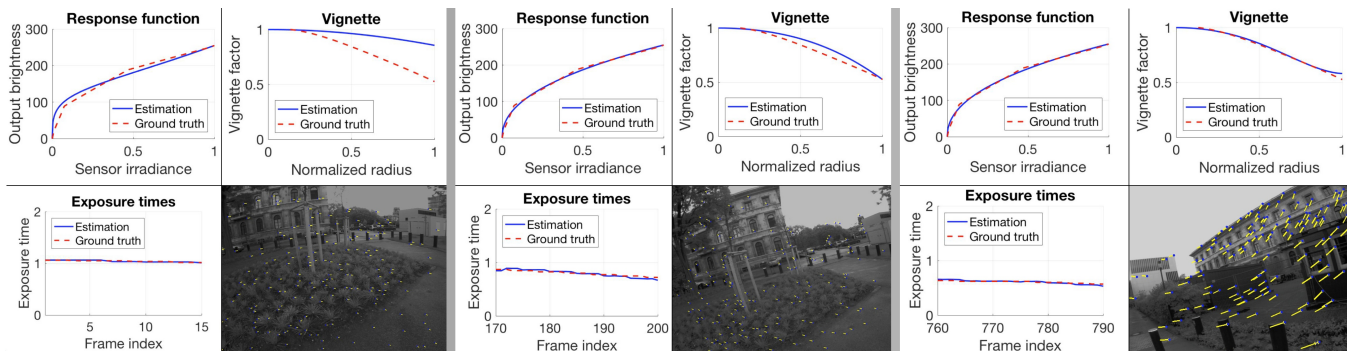 Response function
Output brightness
300
200
100
0
Estimation
Ground truth
0
0.5
1
Sensor irradiance
Vignette
Vignette factor
1
0.5
0
Estimation
Ground truth
0
0.5
1
Normalized radius
Response function
Output brightness
300
200
100
0
Estimation
Ground truth
0
0.5
1
Sensor irradiance
Vignette
Vignette factor
1
0.5
0
Estimation
Ground truth
0
0.5
1
Normalized radius
Response function
Output brightness
300
200
100
0
Estimation
Ground truth
0
0.5
1
Sensor irradiance
Vignette
Vignette factor
1
0.5
0
Estimation
Ground truth
0
0.5
1
Normalized radius
Exposure times
Exposure time
2
1
0
Estimation
Ground truth
5
10
15
Frame index
Exposure times
Exposure time
2
1
0
Estimation
Ground truth
170
180
190
200
Frame index
Exposure times
Exposure time
2
1
0
Estimation
Ground truth
760
770
780
790
Frame index